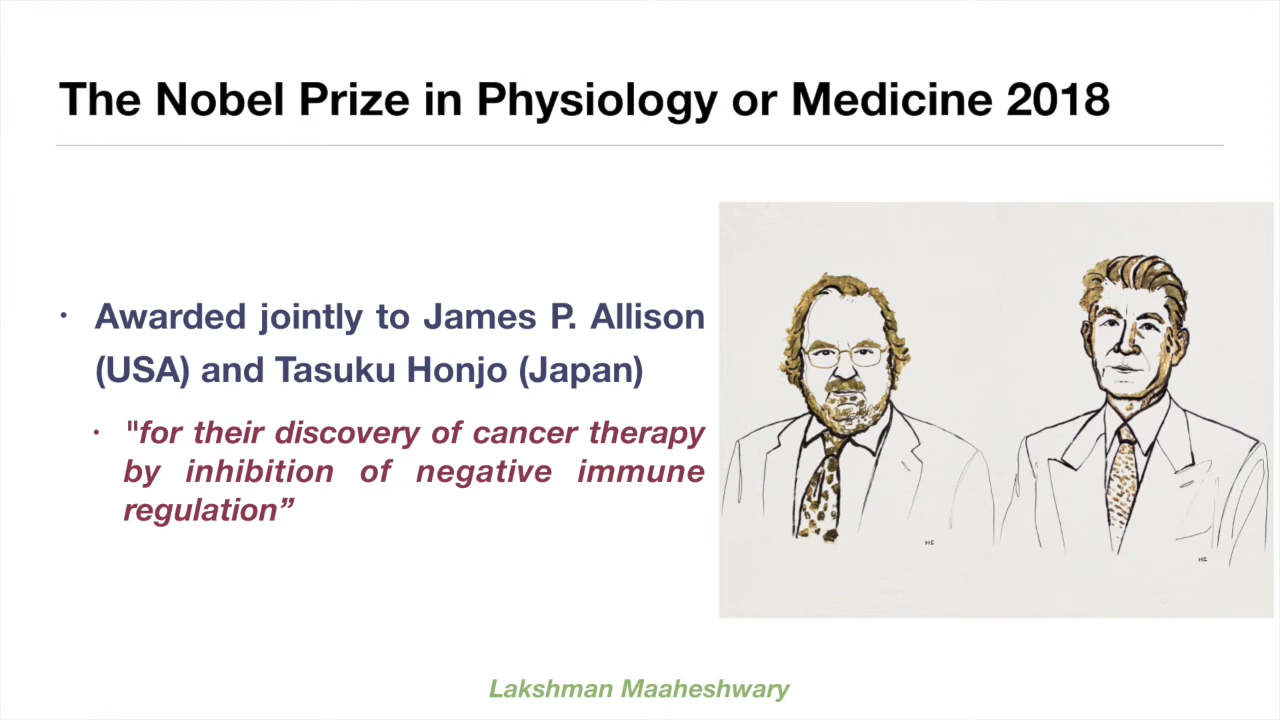 The Nobel Prize in Physiology or Medicine 2018
• Awarded jointly to James P. Allison
(USA) and Tasuku Honjo (Japan)
• "for their discovery of cancer therapy
by inhibition of negative immune
regulation”
Lakshman Maaheshwary